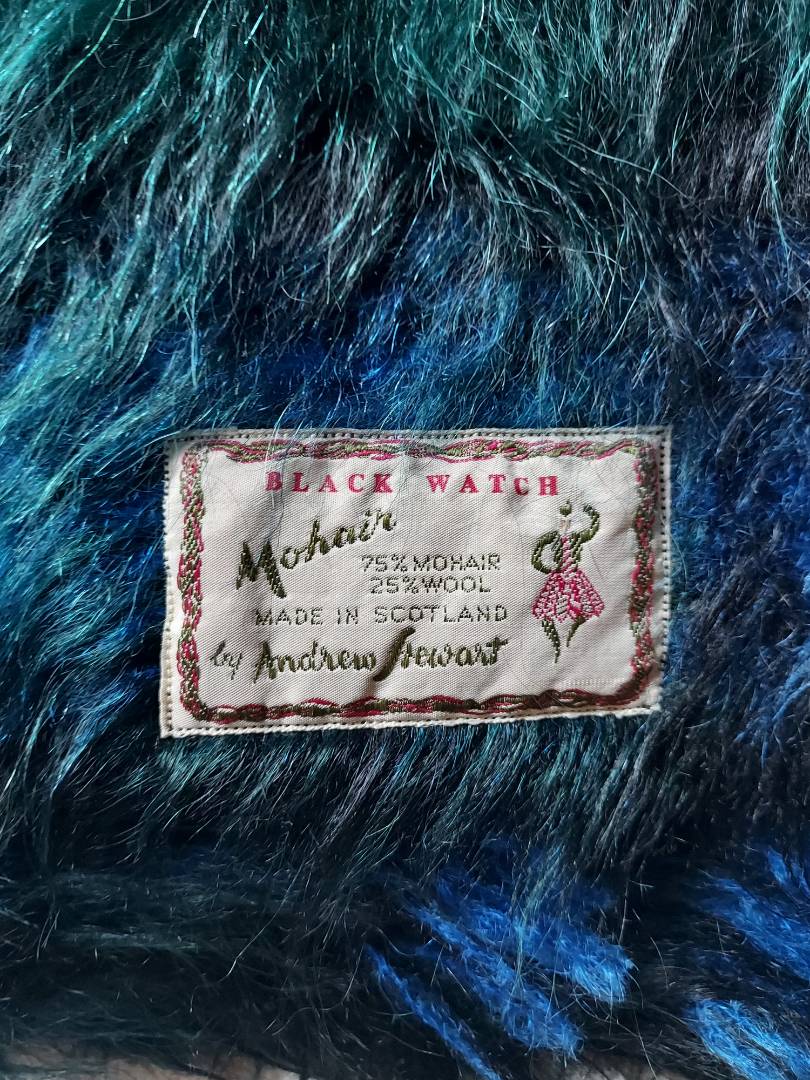 BLACK WATCH
Mohair
75% MOHAIR
25% WOOL
MADE IN SCOTLAND
by Andrew Stewart